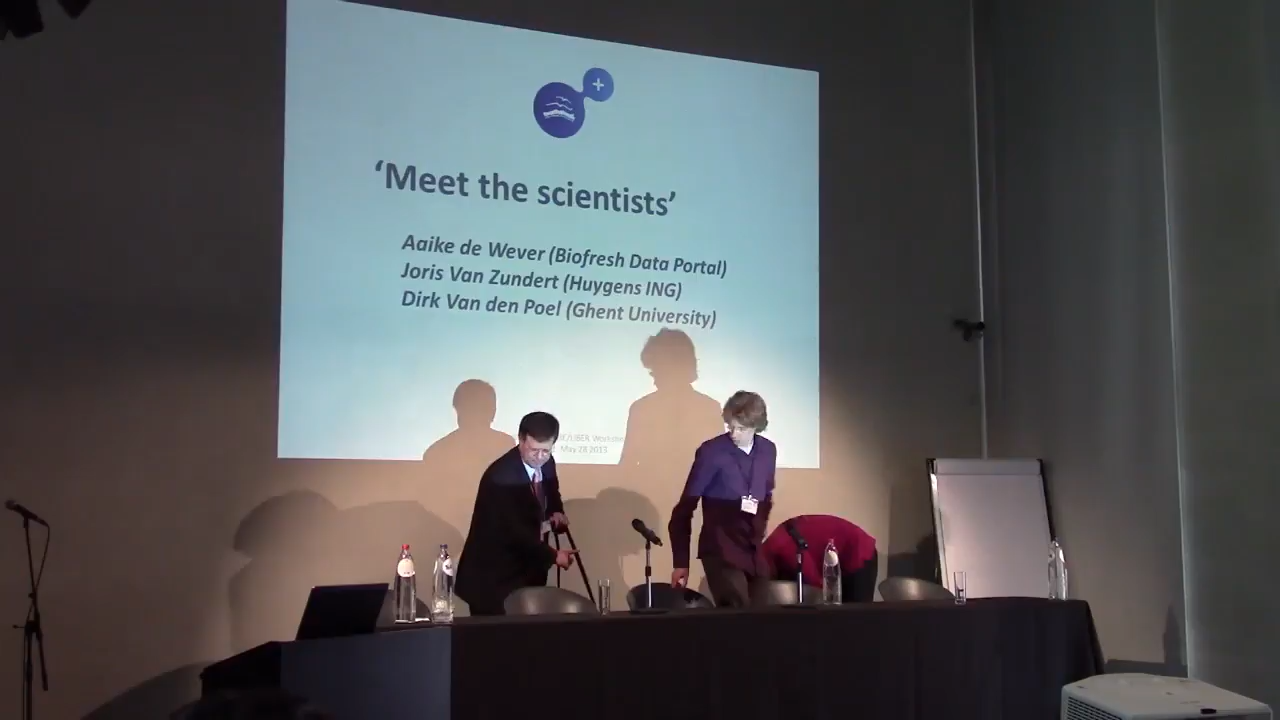 ‘Meet the scientists’
Aaike de Wever (Biofresh Data Portal)
Joris Van Zundert (Huygens ING)
Dirk Van den Poel (Ghent University)
/LIBER
May 28 2013